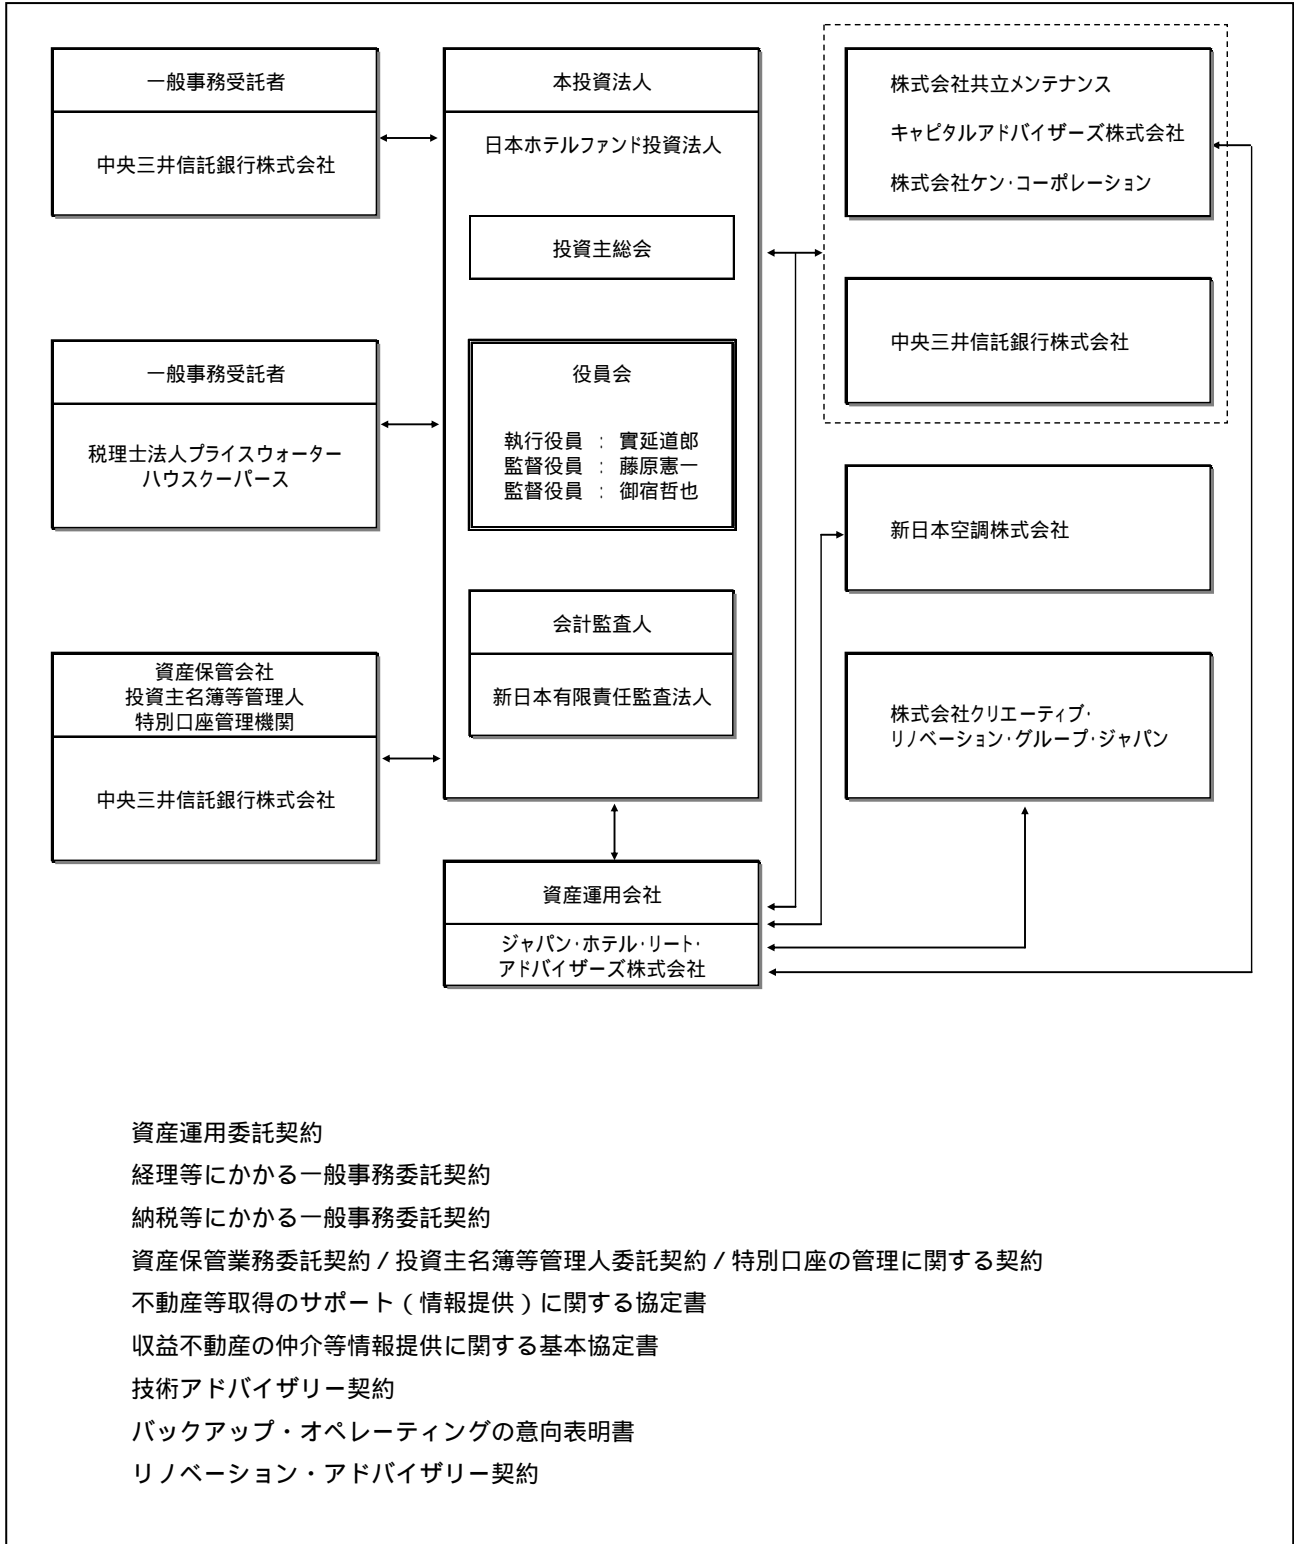 一般事務受託者
中央三井信託銀行株式会社
一般事務受託者
税理士法人プライスウォーター
ハウスクーパース
資産保管会社
投資主名簿等管理人
特別口座管理機関
中央三井信託銀行株式会社
本投資法人
日本ホテルファンド投資法人
投資主総会
役員会
執行役員 : 實延道郎
監督役員 : 藤原憲一
監督役員 : 御宿哲也
会計監査人
新日本有限責任監査法人
資産運用会社
ジャパン・ホテル・リート・
アドバイザーズ株式会社
株式会社共立メンテナンス
キャピタルアドバイザーズ株式会社
株式会社ケン・コーポレーション
中央三井信託銀行株式会社
新日本空調株式会社
株式会社クリエーティブ・
リノベーション・グループ・ジャパン
資産運用委託契約
経理等にかかる一般事務委託契約
納税等にかかる一般事務委託契約
資産保管業務委託契約/投資主名簿等管理人委託契約/特別口座の管理に関する契約
不動産等取得のサポート(情報提供)に関する協定書
収益不動産の仲介等情報提供に関する基本協定書
技術アドバイザリー契約
バックアップ・オペレーティングの意向表明書
リノベーション・アドバイザリー契約